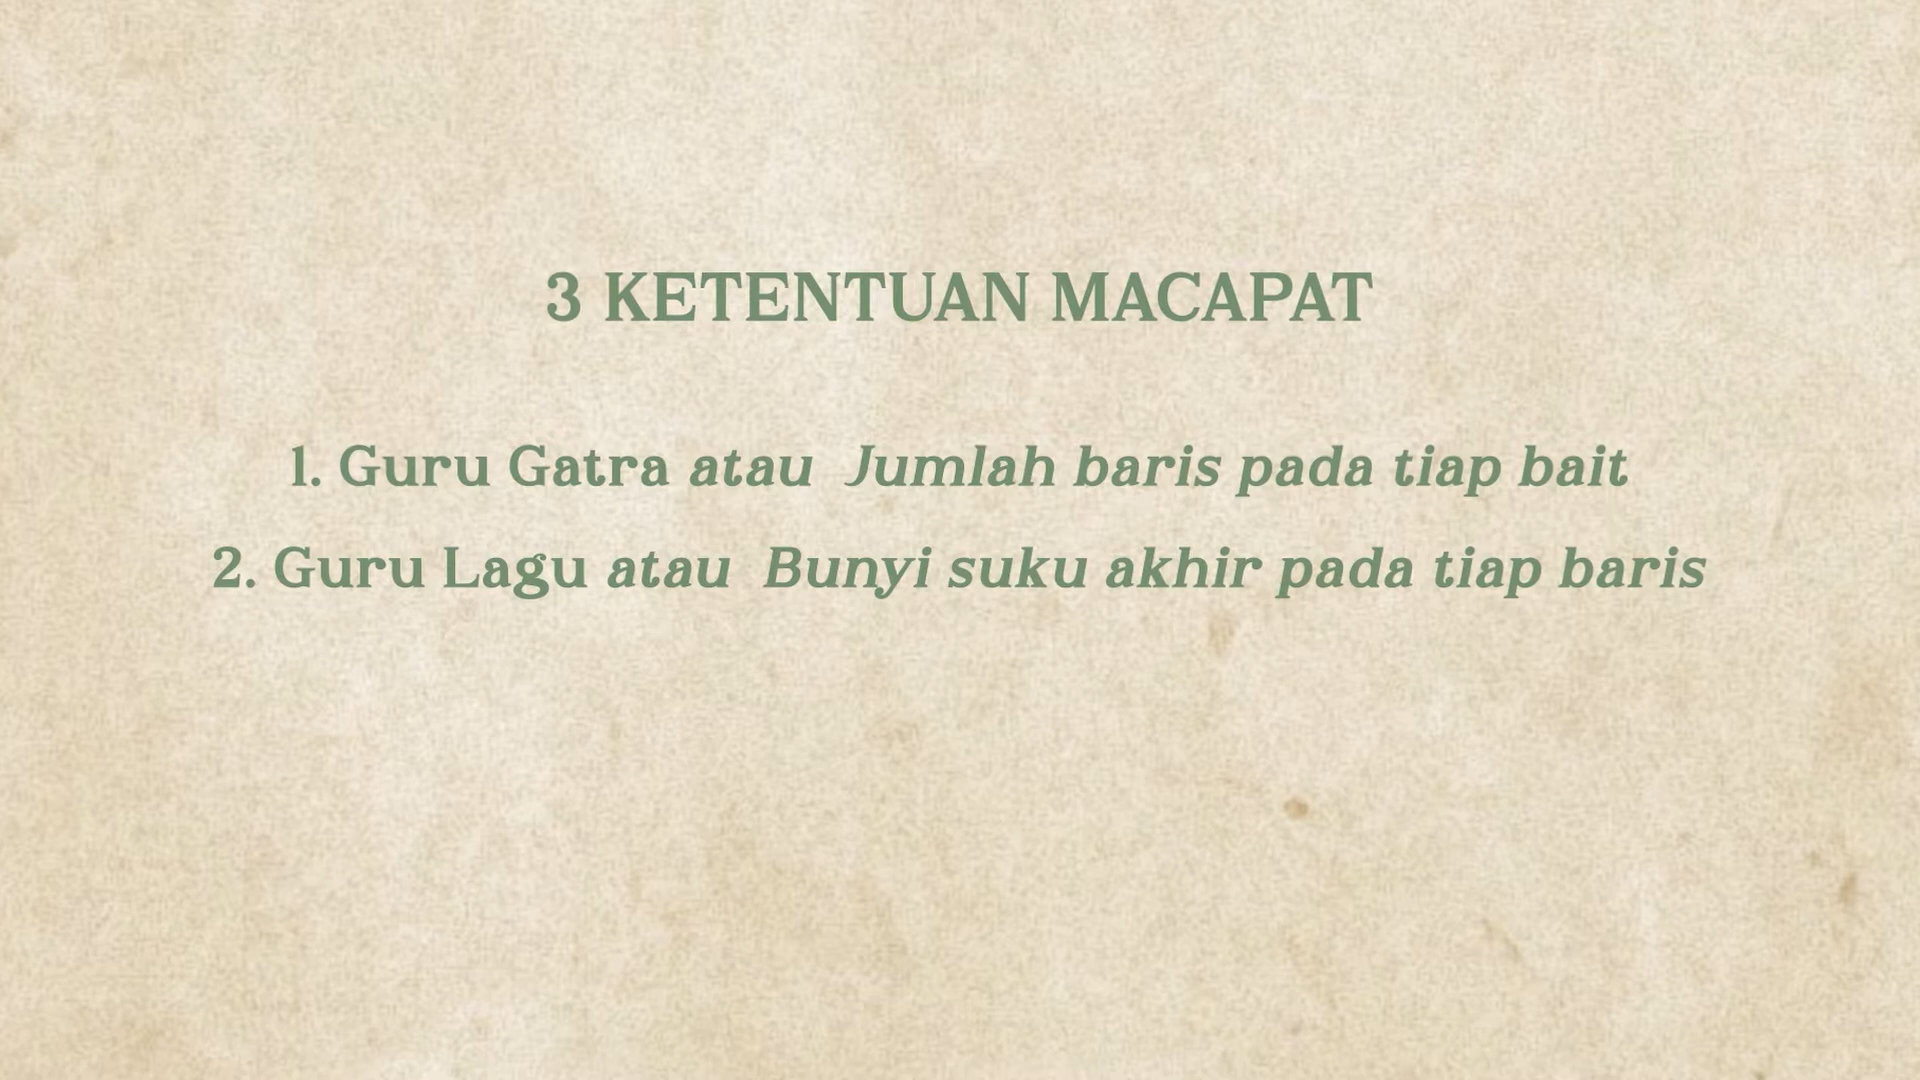 3 KETENTUAN MACAPAT
1. Guru Gatra atau Jumlah baris pada tiap bait
2. Guru Lagu atau Bunyi suku akhir pada tiap baris